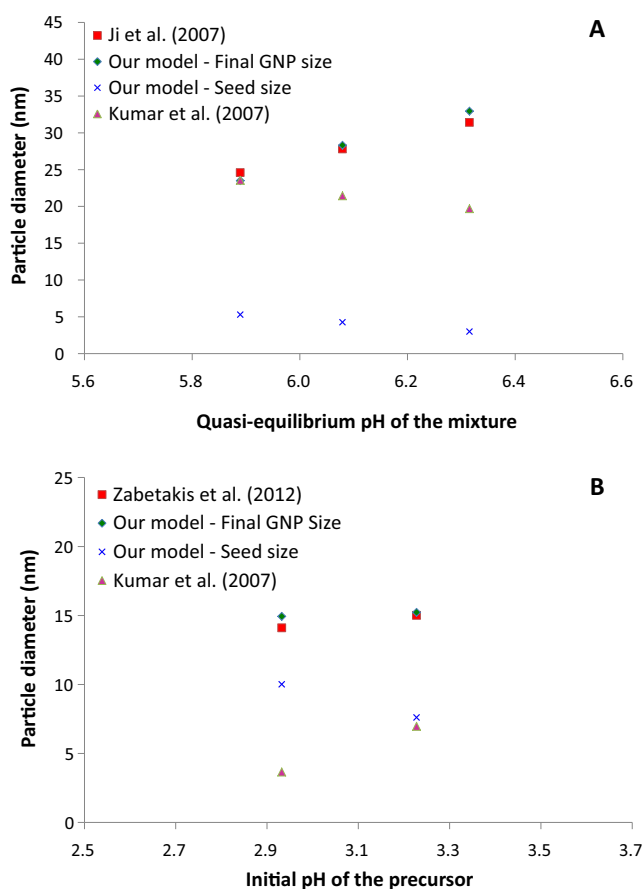 A
Ji et al. (2007)
Our model - Final GNP size
Our model - Seed size
Kumar et al. (2007)
Particle diameter (nm)
45
40
35
30
25
20
15
10
5
0
5.6 5.8 6.0 6.2 6.4 6.6
Quasi-equilibrium pH of the mixture
B
Zabetakis et al. (2012)
Our model - Final GNP Size
Our model - Seed size
Kumar et al. (2007)
Particle diameter (nm)
25
20
15
10
5
0
2.5 2.7 2.9 3.1 3.3 3.5 3.7
Initial pH of the precursor